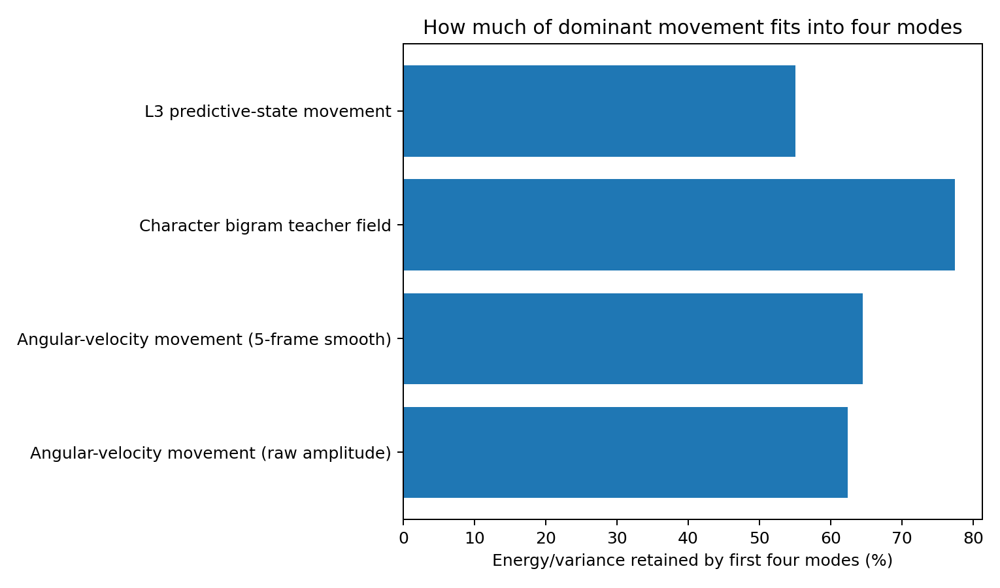 How much of dominant movement fits into four modes
L3 predictive-state movement
Character bigram teacher field
Angular-velocity movement (5-frame smooth)
Angular-velocity movement (raw amplitude)
0 10 20 30 40 50 60 70 80
Energy/variance retained by first four modes (%)